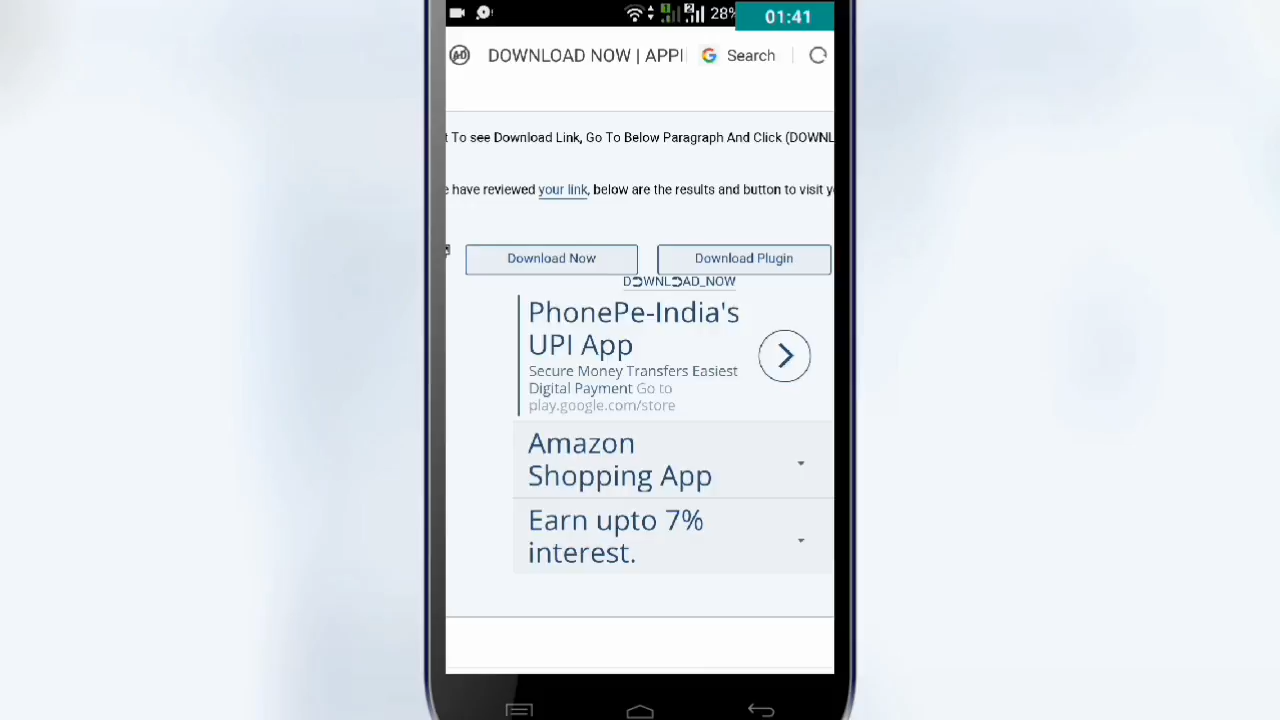 28%
01:41
DOWNLOAD NOW | APPI
Search
t To see Download Link, Go To Below Paragraph And Click (DOWNL
e have reviewed your link, below are the results and button to visit y
Download Now
Download Plugin
DƆWNLƆAD_NOW
PhonePe-India's
UPI App
Secure Money Transfers Easiest
Digital Payment Go to
play.google.com/store
Amazon
Shopping App
Earn upto 7%
interest.